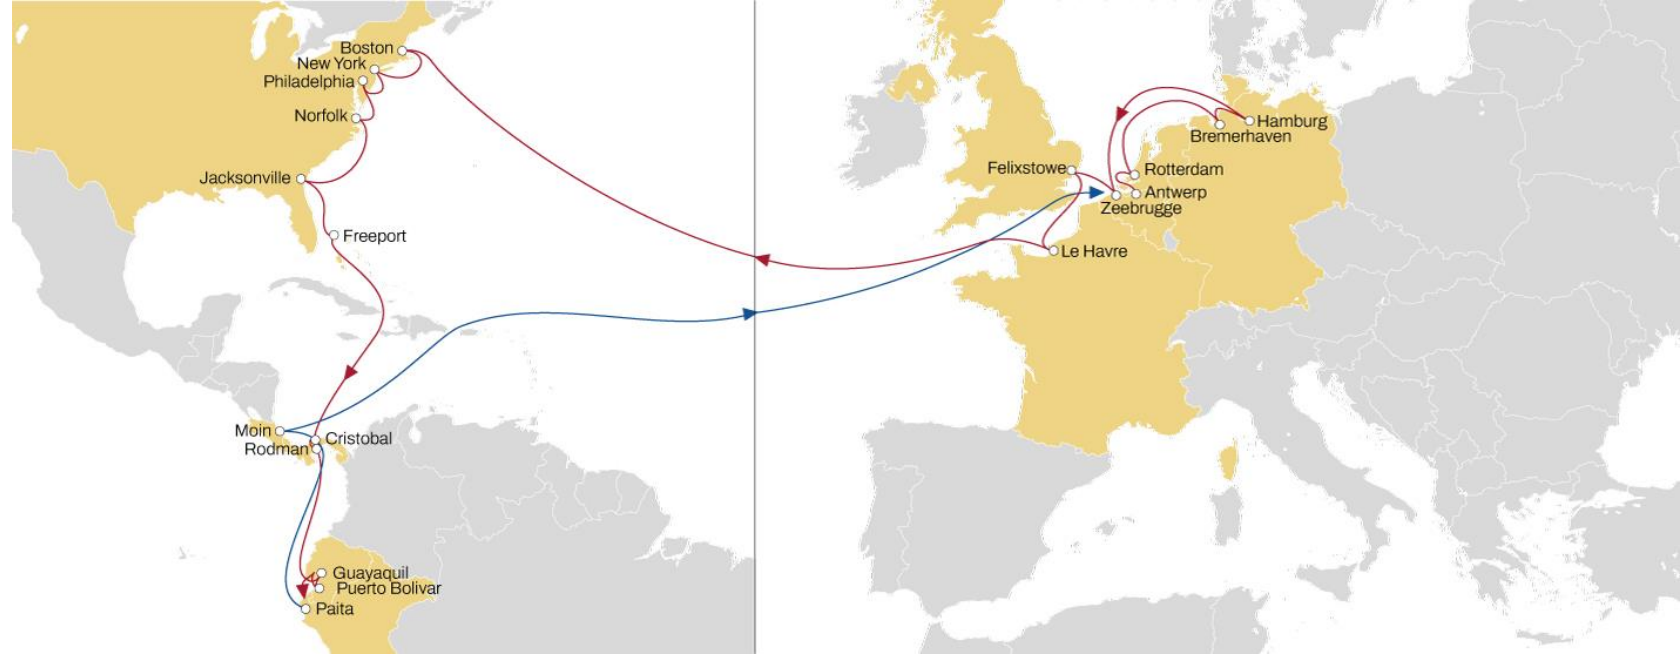 Boston
New York
Philadelphia
Norfolk
Jacksonville
Freeport
Moin
Cristobal
Rodman
Guayaquil
Puerto Bolivar
Paita
Hamburg
Bremerhaven
Felixstowe
Rotterdam
Antwerp
Zeebrugge
Le Havre